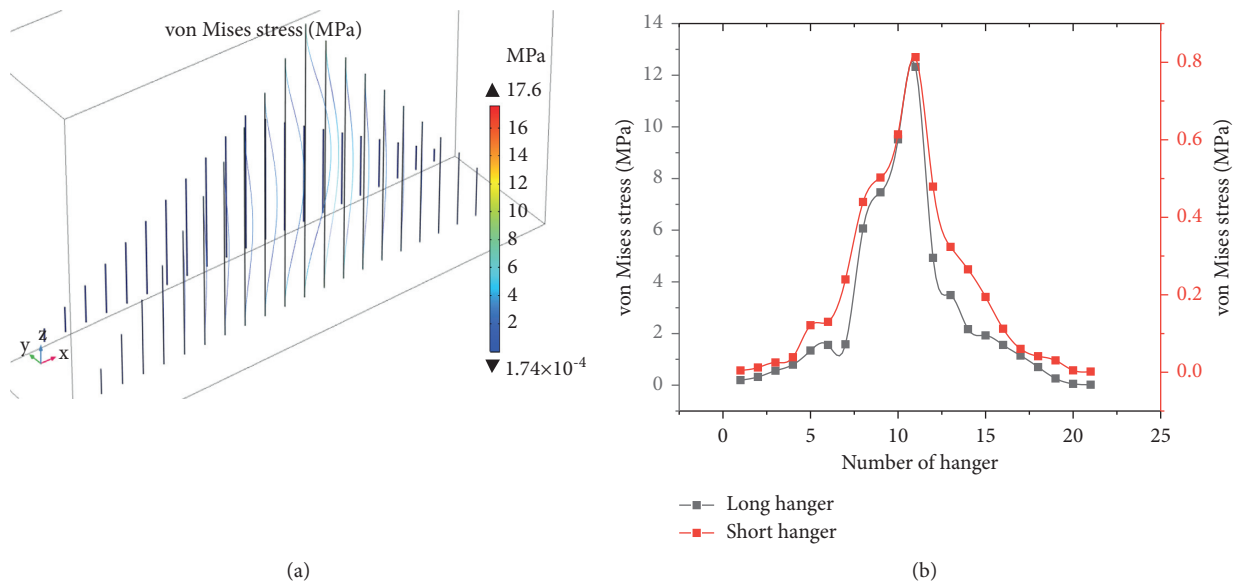 von Mises stress (MPa)
MPa
▲ 17.6
16
14
12
10
8
6
4
2
▼ 1.74×10⁻⁴
y z x
(a)
14
12
10
8
6
4
2
0
von Mises stress (MPa)
0.8
0.6
0.4
0.2
0.0
von Mises stress (MPa)
0 5 10 15 20 25
Number of hanger
Long hanger
Short hanger
(b)